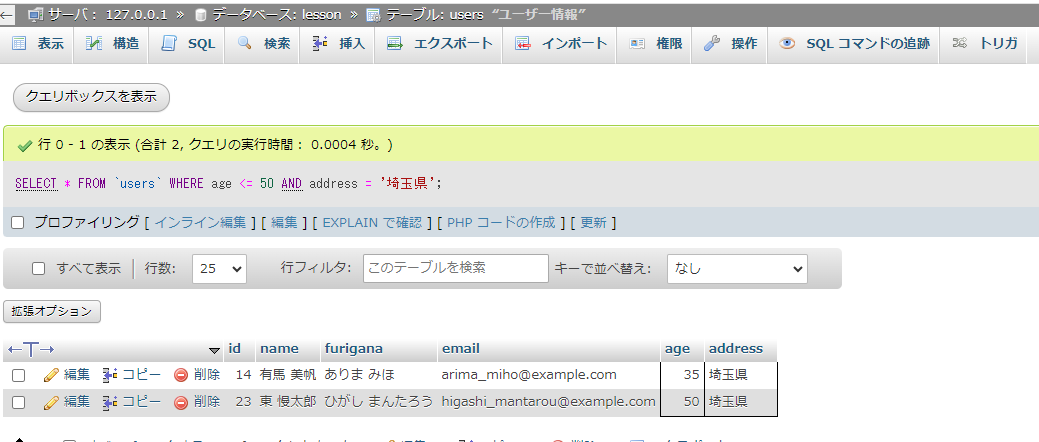 ← サーバ : 127.0.0.1 » データベース: lesson » テーブル: users “ユーザー情報”
表示 構造 SQL 検索 挿入 エクスポート インポート 権限 操作 SQL コマンドの追跡 トリガ
クエリボックスを表示
行 0 - 1 の表示 (合計 2, クエリの実行時間： 0.0004 秒。)
SELECT * FROM `users` WHERE age <= 50 AND address = '埼玉県';
プロファイリング [ インライン編集 ] [ 編集 ] [ EXPLAIN で確認 ] [ PHP コードの作成 ] [ 更新 ]
すべて表示 行数: 25 行フィルタ: このテーブルを検索 キーで並べ替え: なし
拡張オプション
←T→ id name furigana email age address
編集 コピー 削除 14 有馬 美帆 ありま みほ arima_miho@example.com 35 埼玉県
編集 コピー 削除 23 東 慢太郎 ひがし まんたろう higashi_mantarou@example.com 50 埼玉県